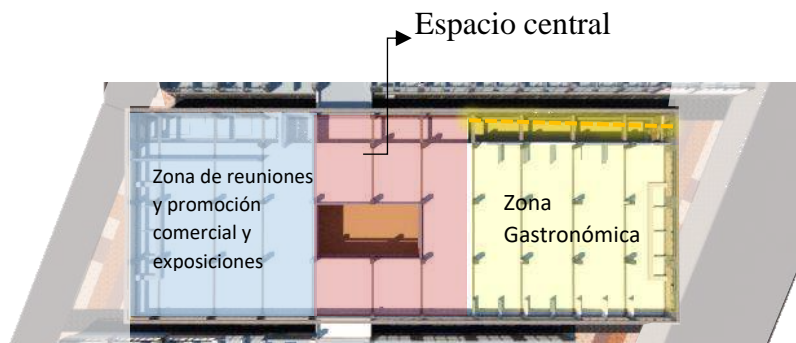 Espacio central
Zona de reuniones
y promoción
comercial y
exposiciones
Zona
Gastronómica